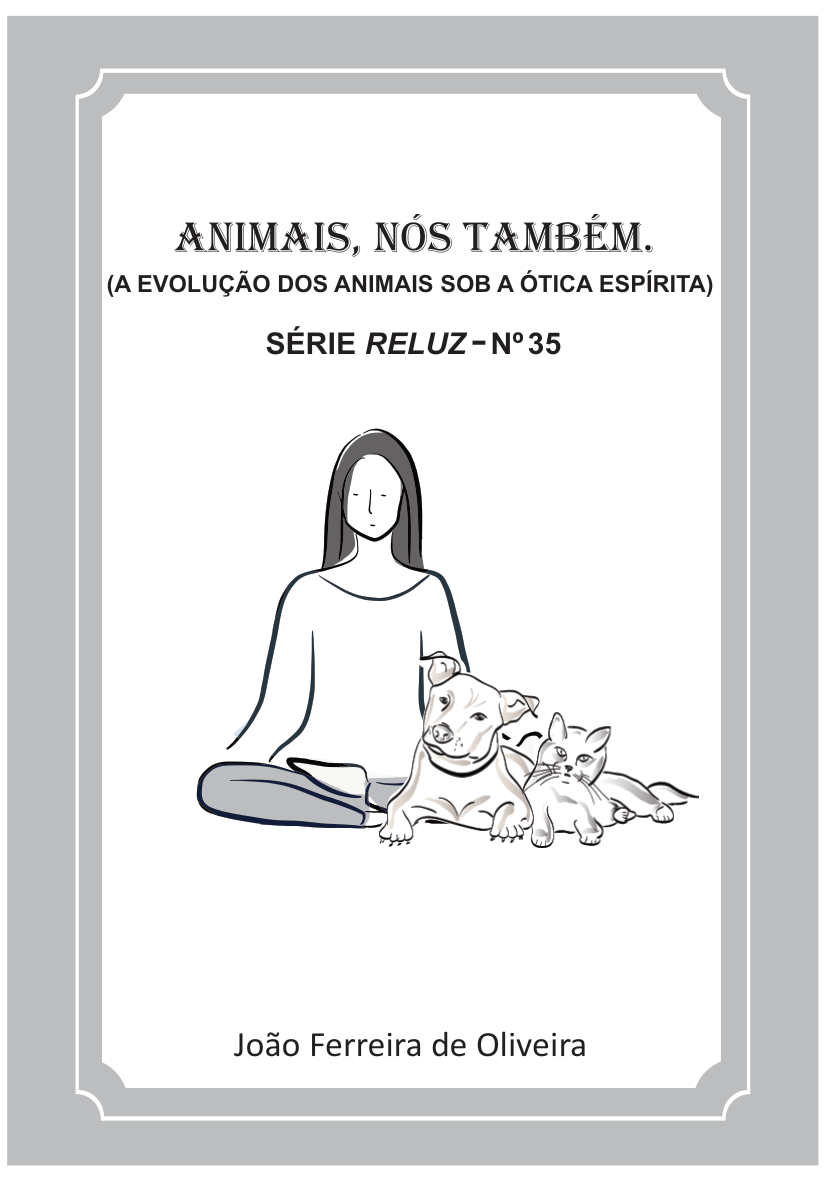 ANIMAIS, NÓS TAMBÉM.
(A EVOLUÇÃO DOS ANIMAIS SOB A ÓTICA ESPÍRITA)
SÉRIE RELUZ - Nº 35
João Ferreira de Oliveira